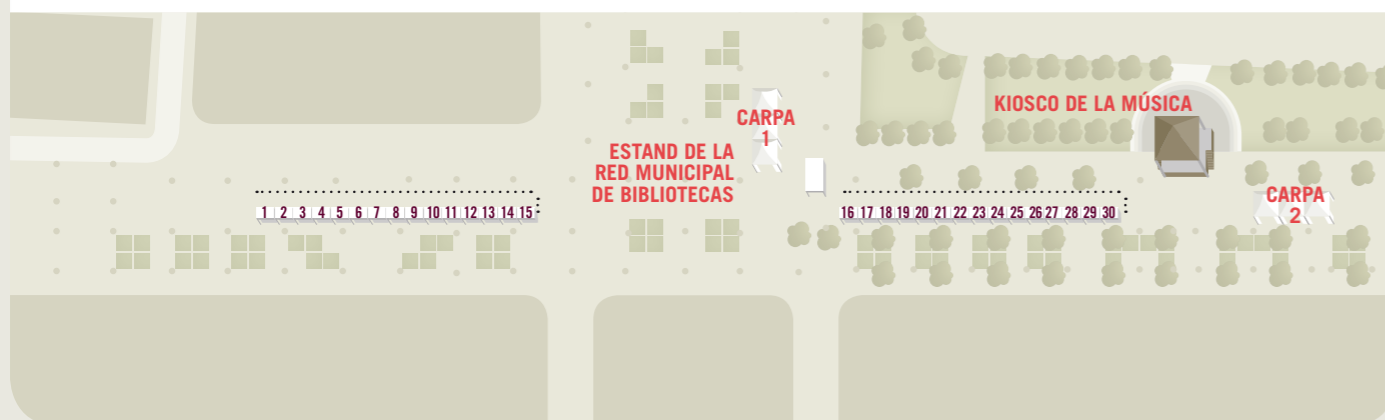 KIOSCO DE LA MÚSICA
CARPA
1
ESTAND DE LA
RED MUNICIPAL
DE BIBLIOTECAS
CARPA
2
1 2 3 4 5 6 7 8 9 10 11 12 13 14 15
16 17 18 19 20 21 22 23 24 25 26 27 28 29 30